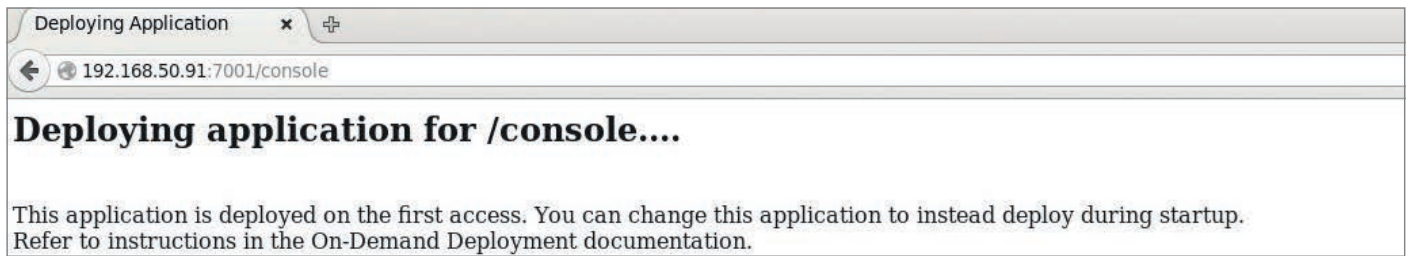 Deploying Application
192.168.50.91:7001/console
Deploying application for /console....
This application is deployed on the first access. You can change this application to instead deploy during startup.
Refer to instructions in the On-Demand Deployment documentation.